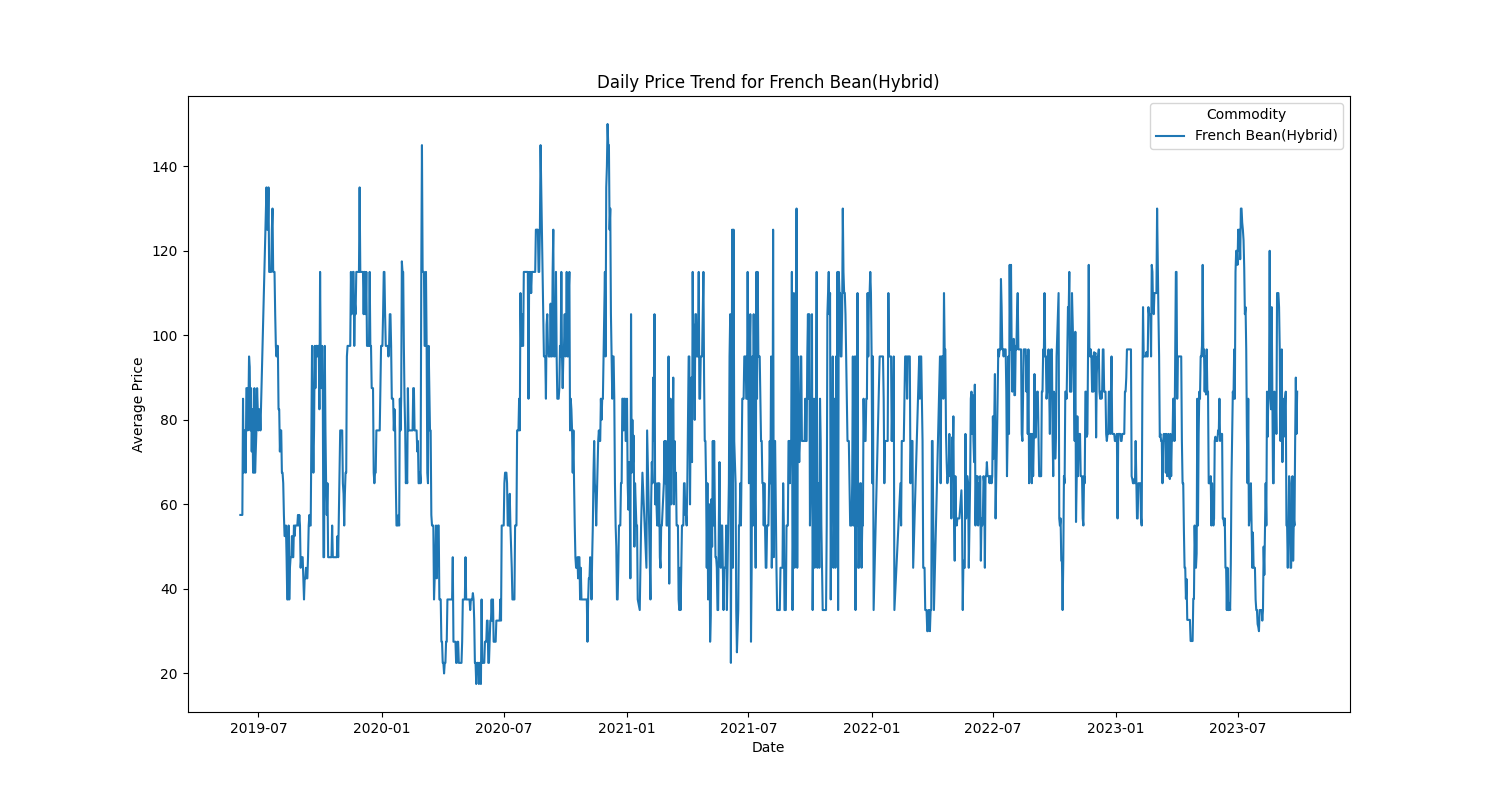 Daily Price Trend for French Bean(Hybrid)
Commodity
French Bean(Hybrid)
Average Price
140
120
100
80
60
40
20
2019-07 2020-01 2020-07 2021-01 2021-07 2022-01 2022-07 2023-01 2023-07
Date